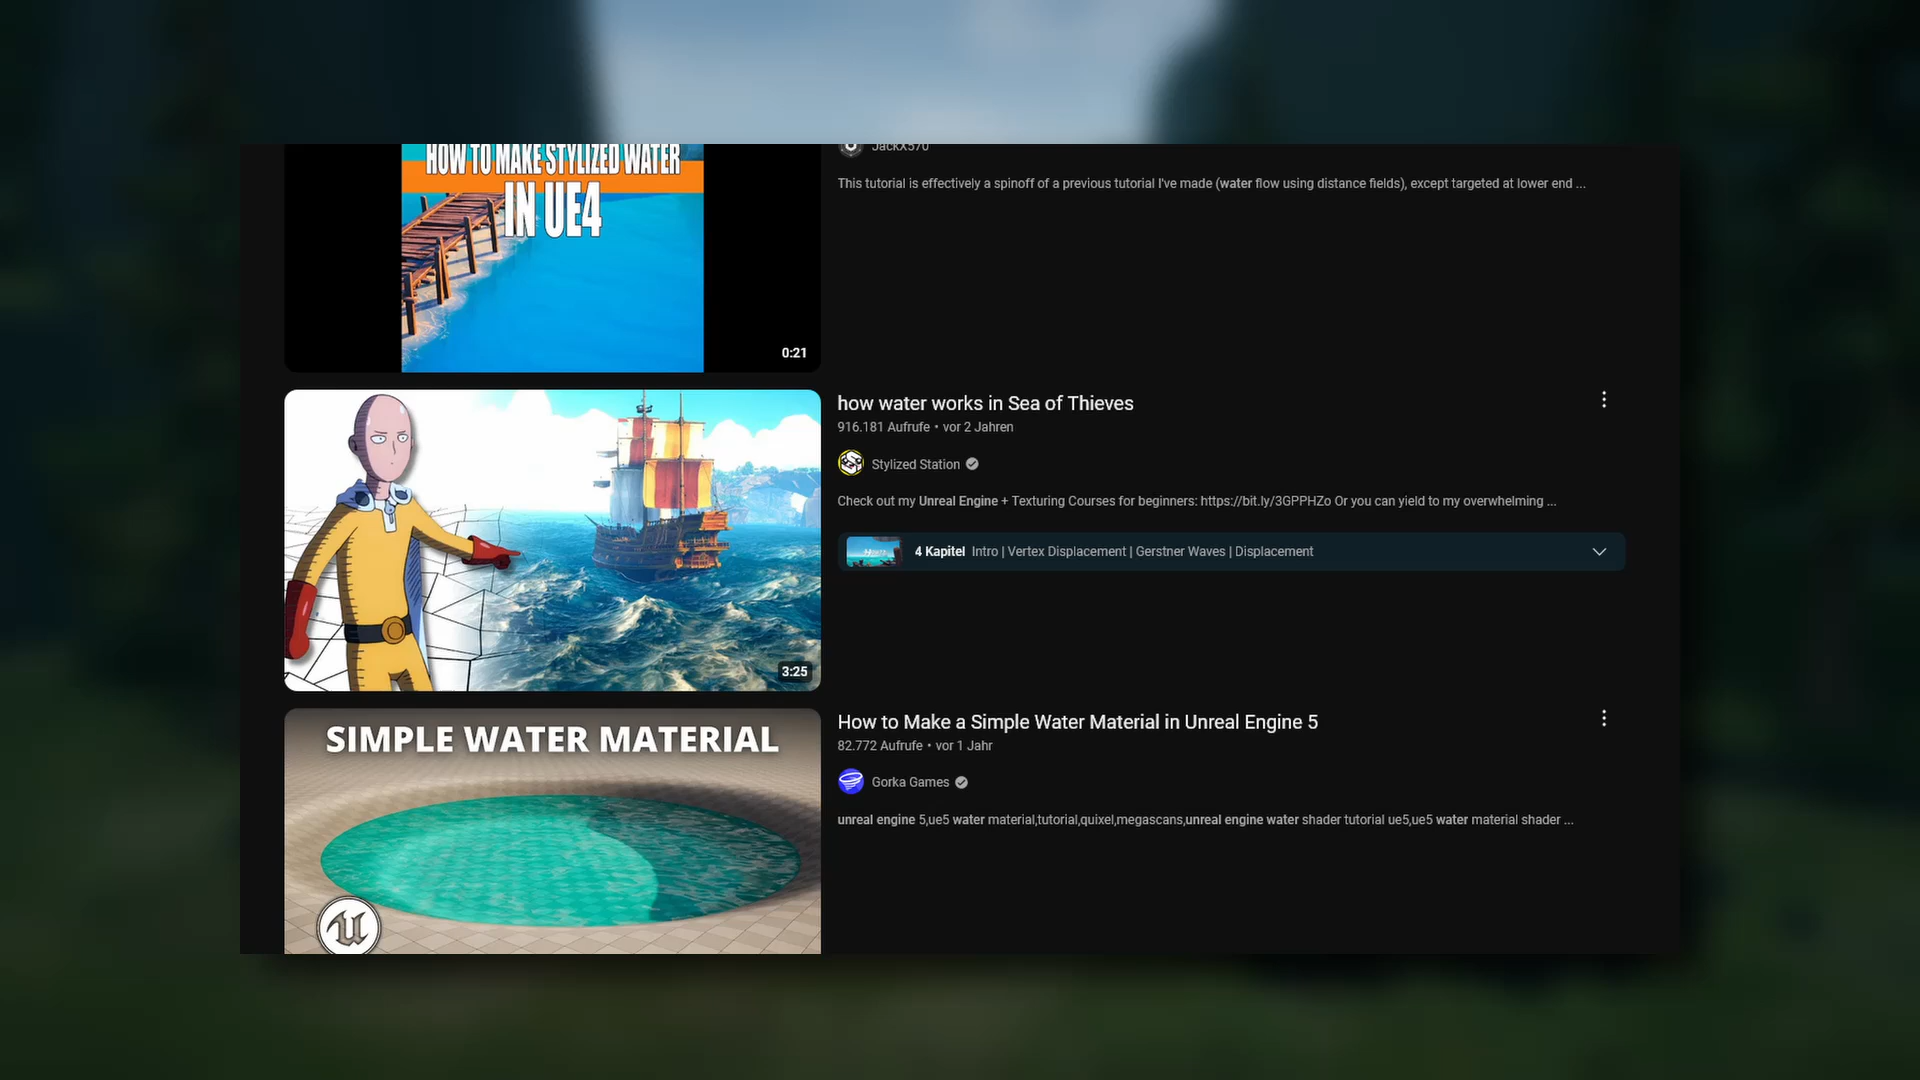 HOW TO MAKE STYLIZED WATER
IN UE4
0:21
JackX570
This tutorial is effectively a spinoff of a previous tutorial I've made (water flow using distance fields), except targeted at lower end ...
3:25
how water works in Sea of Thieves
916.181 Aufrufe • vor 2 Jahren
Stylized Station
Check out my Unreal Engine + Texturing Courses for beginners: https://bit.ly/3GPPHZo Or you can yield to my overwhelming ...
4 Kapitel Intro | Vertex Displacement | Gerstner Waves | Displacement
SIMPLE WATER MATERIAL
How to Make a Simple Water Material in Unreal Engine 5
82.772 Aufrufe • vor 1 Jahr
Gorka Games
unreal engine 5,ue5 water material,tutorial,quixel,megascans,unreal engine water shader tutorial ue5,ue5 water material shader ...